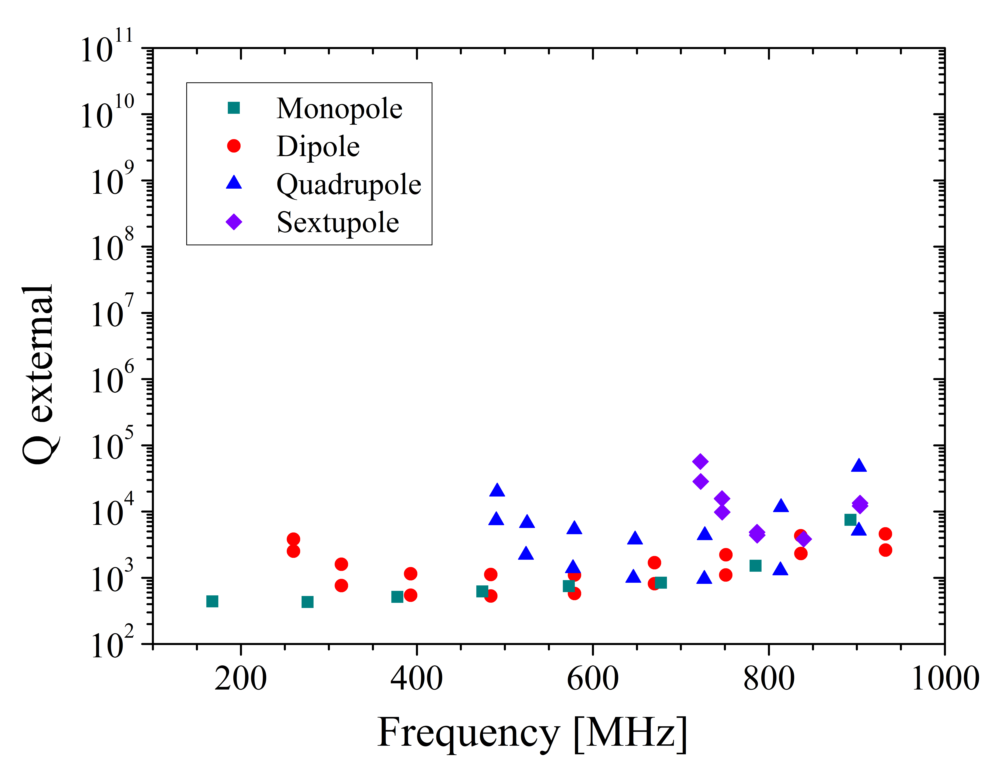 10^11
10^10
10^9
10^8
10^7
10^6
10^5
10^4
10^3
10^2
Q external
Monopole
Dipole
Quadrupole
Sextupole
200 400 600 800 1000
Frequency [MHz]